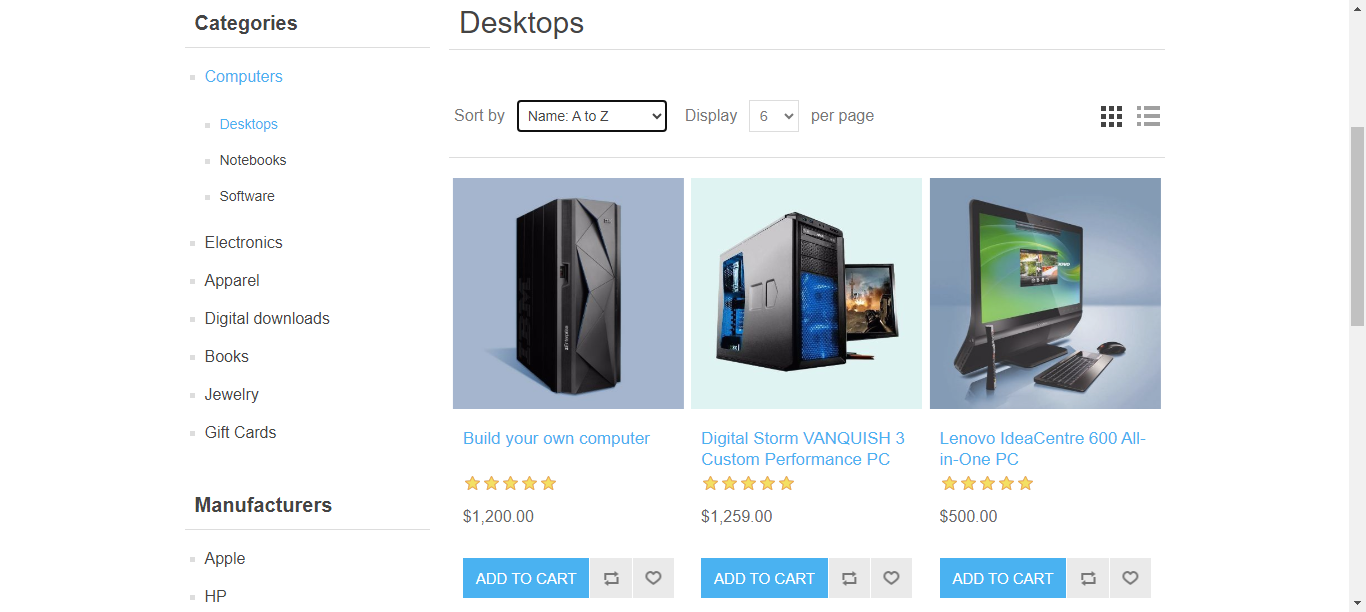 Categories
Computers
Desktops
Notebooks
Software
Electronics
Apparel
Digital downloads
Books
Jewelry
Gift Cards
Manufacturers
Apple
HP
Desktops
Sort by Name: A to Z Display 6 per page
Build your own computer
$1,200.00
ADD TO CART
Digital Storm VANQUISH 3
Custom Performance PC
$1,259.00
ADD TO CART
Lenovo IdeaCentre 600 All-
in-One PC
$500.00
ADD TO CART